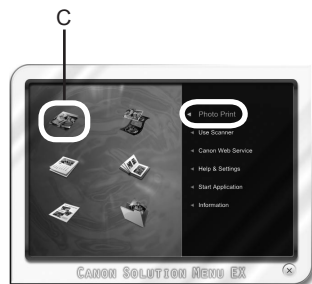 C
Photo Print
Use Scanner
Canon Web Service
Help & Settings
Start Application
Information
CANON SOLUTION MENU EX